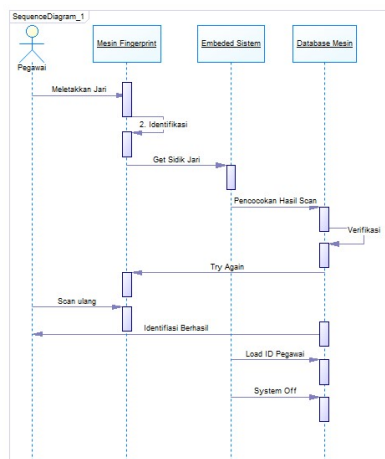 SequenceDiagram_1
Pegawai
Mesin Fingerprint
Embeded Sistem
Database Mesin
Meletakkan Jari
2. Identifikasi
Get Sidik Jari
Pencocokan Hasil Scan
Verifikasi
Try Again
Scan ulang
Identifiasi Berhasil
Load ID Pegawai
System Off